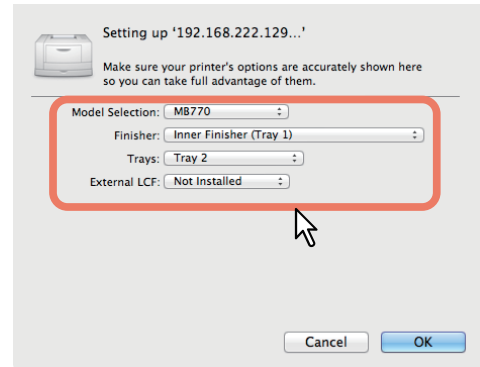 Setting up ‘192.168.222.129...’
Make sure your printer's options are accurately shown here
so you can take full advantage of them.
Model Selection: MB770
Finisher: Inner Finisher (Tray 1)
Trays: Tray 2
External LCF: Not Installed
Cancel OK